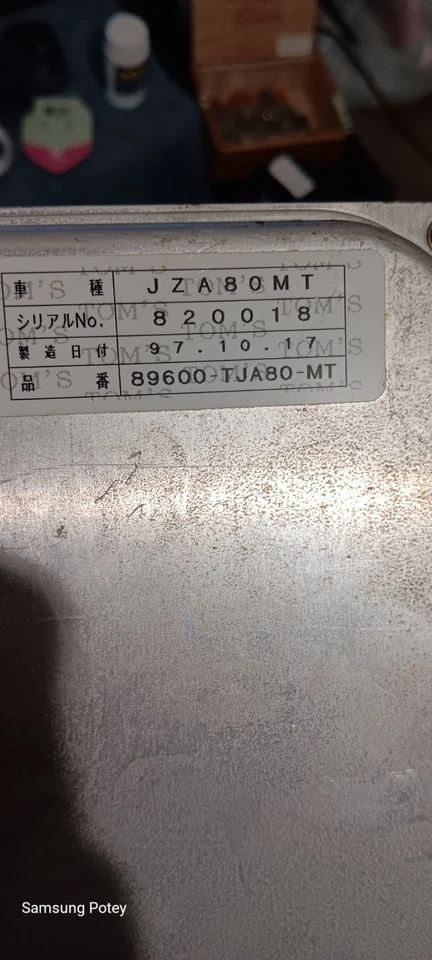 車種 JZA80MT
シリアルNo. 820018
製造日付 97.10.17
品番 89600-TJA80-MT
TOM'S
Samsung Potey